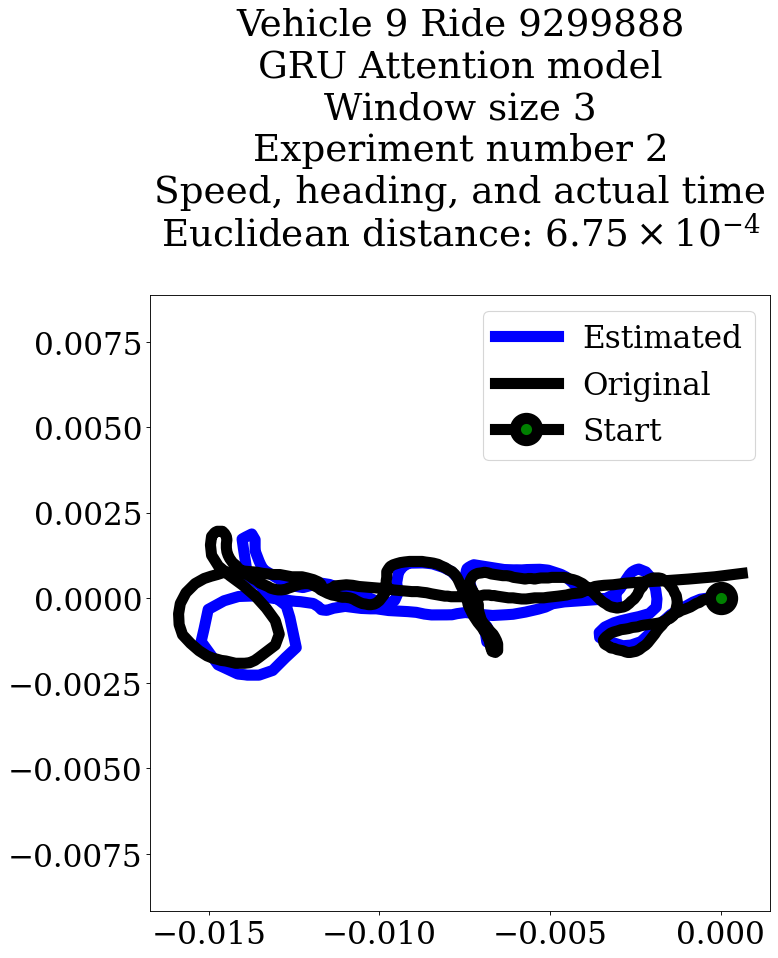 Vehicle 9 Ride 9299888
GRU Attention model
Window size 3
Experiment number 2
Speed, heading, and actual time
Euclidean distance: 6.75 × 10⁻⁴
Estimated
Original
Start
0.0075
0.0050
0.0025
0.0000
−0.0025
−0.0050
−0.0075
−0.015 −0.010 −0.005 0.000